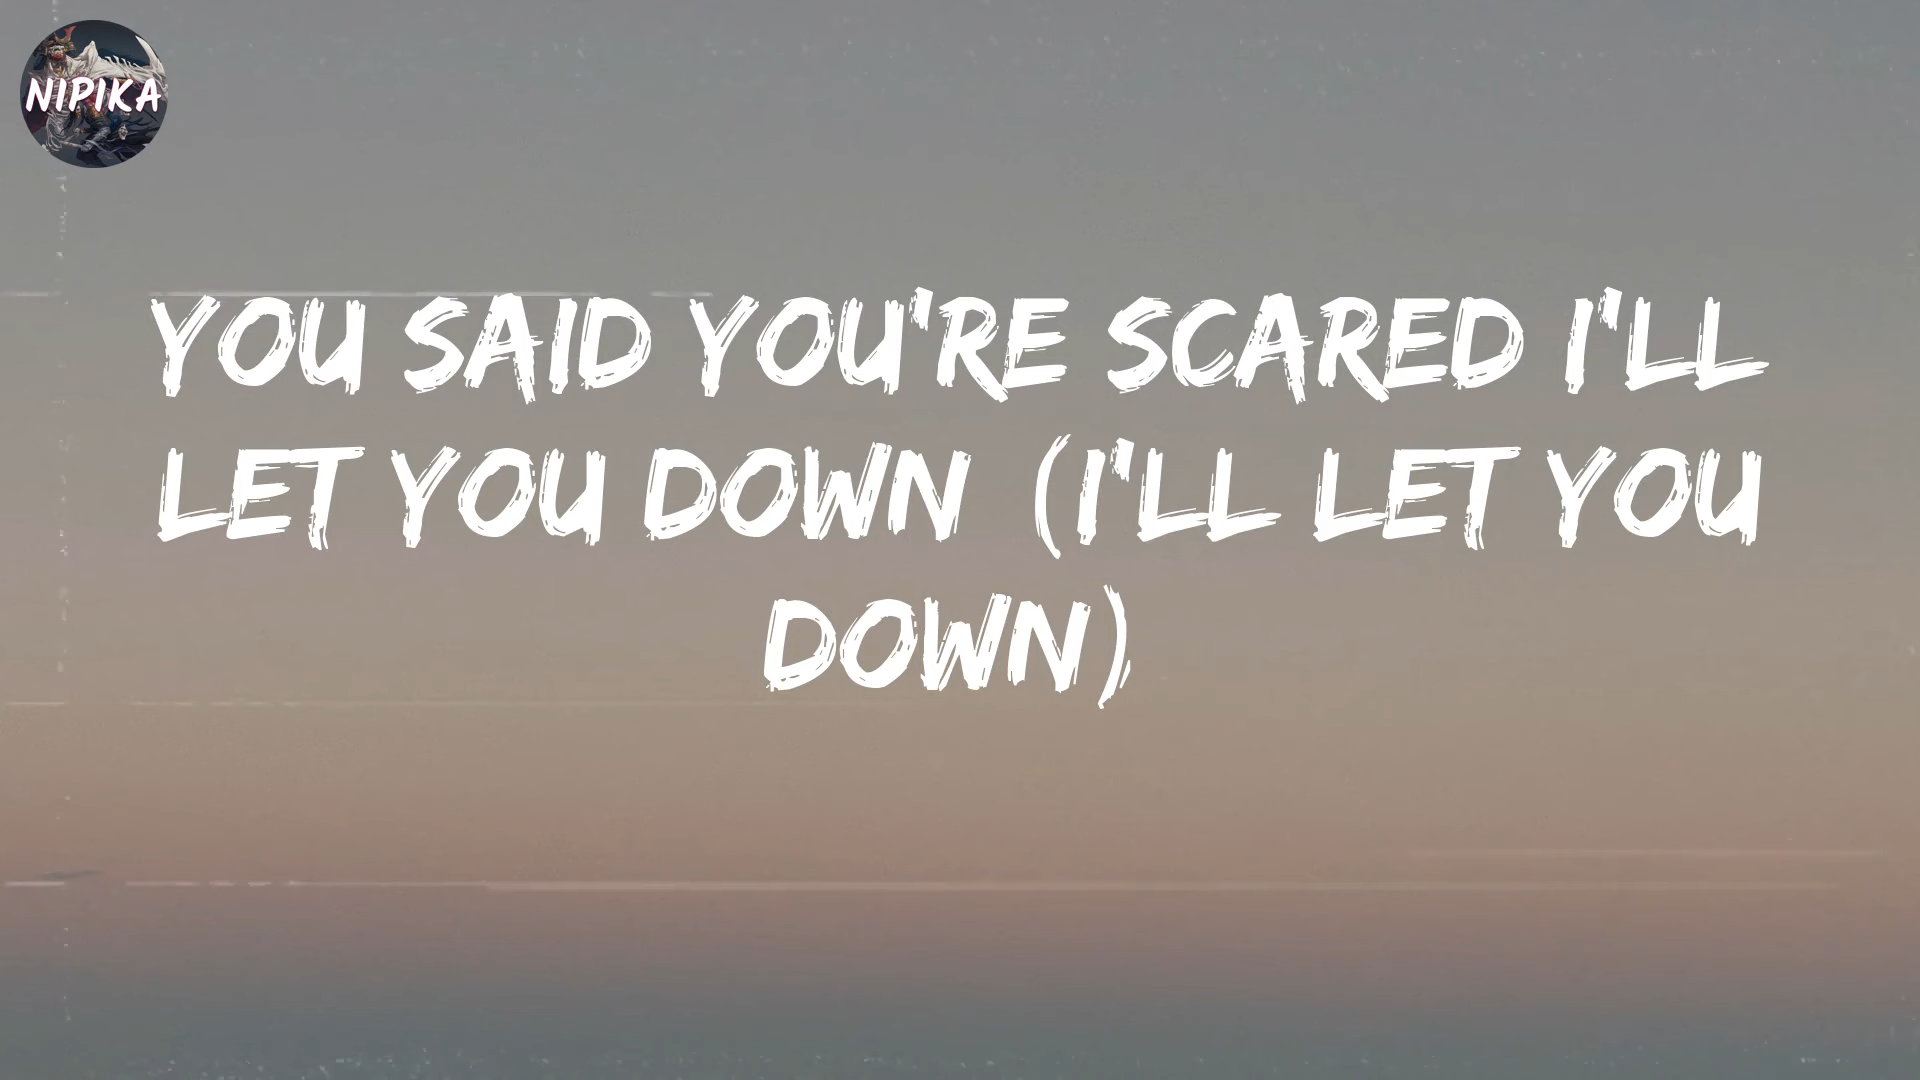 NIPIKA
YOU SAID YOU'RE SCARED I'LL
LET YOU DOWN (I'LL LET YOU
DOWN)